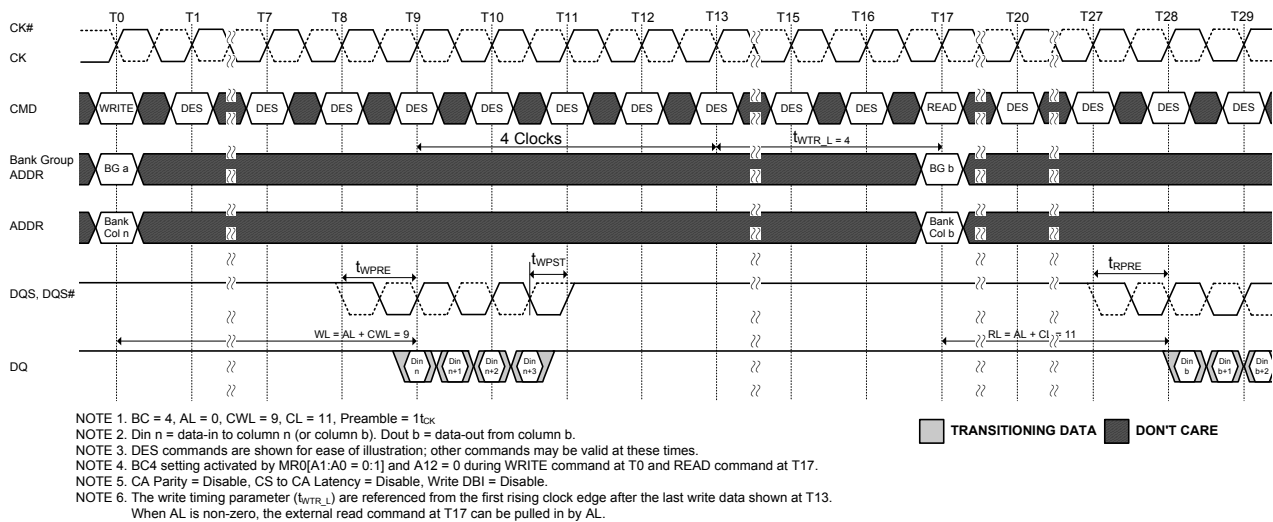 T0 T1 T7 T8 T9 T10 T11 T12 T13 T15 T16 T17 T20 T27 T28 T29
CK#
CK
CMD WRITE DES DES DES DES DES DES DES DES DES DES READ DES DES DES DES
4 Clocks tWTR_L = 4
Bank Group
ADDR
BG a BG b
ADDR
Bank
Col n
Bank
Col b
tWPRE tWPST tRPRE
DQS, DQS#
WL = AL + CWL = 9 RL = AL + CL = 11
DQ
Din
n
Din
n+1
Din
n+2
Din
n+3
Din
b
Din
b+1
Din
b+2
NOTE 1. BC = 4, AL = 0, CWL = 9, CL = 11, Preamble = 1tCK
NOTE 2. Din n = data-in to column n (or column b). Dout b = data-out from column b.
NOTE 3. DES commands are shown for ease of illustration; other commands may be valid at these times.
NOTE 4. BC4 setting activated by MR0[A1:A0 = 0:1] and A12 = 0 during WRITE command at T0 and READ command at T17.
NOTE 5. CA Parity = Disable, CS to CA Latency = Disable, Write DBI = Disable.
NOTE 6. The write timing parameter (tWTR_L) are referenced from the first rising clock edge after the last write data shown at T13.
When AL is non-zero, the external read command at T17 can be pulled in by AL.
TRANSITIONING DATA DON'T CARE